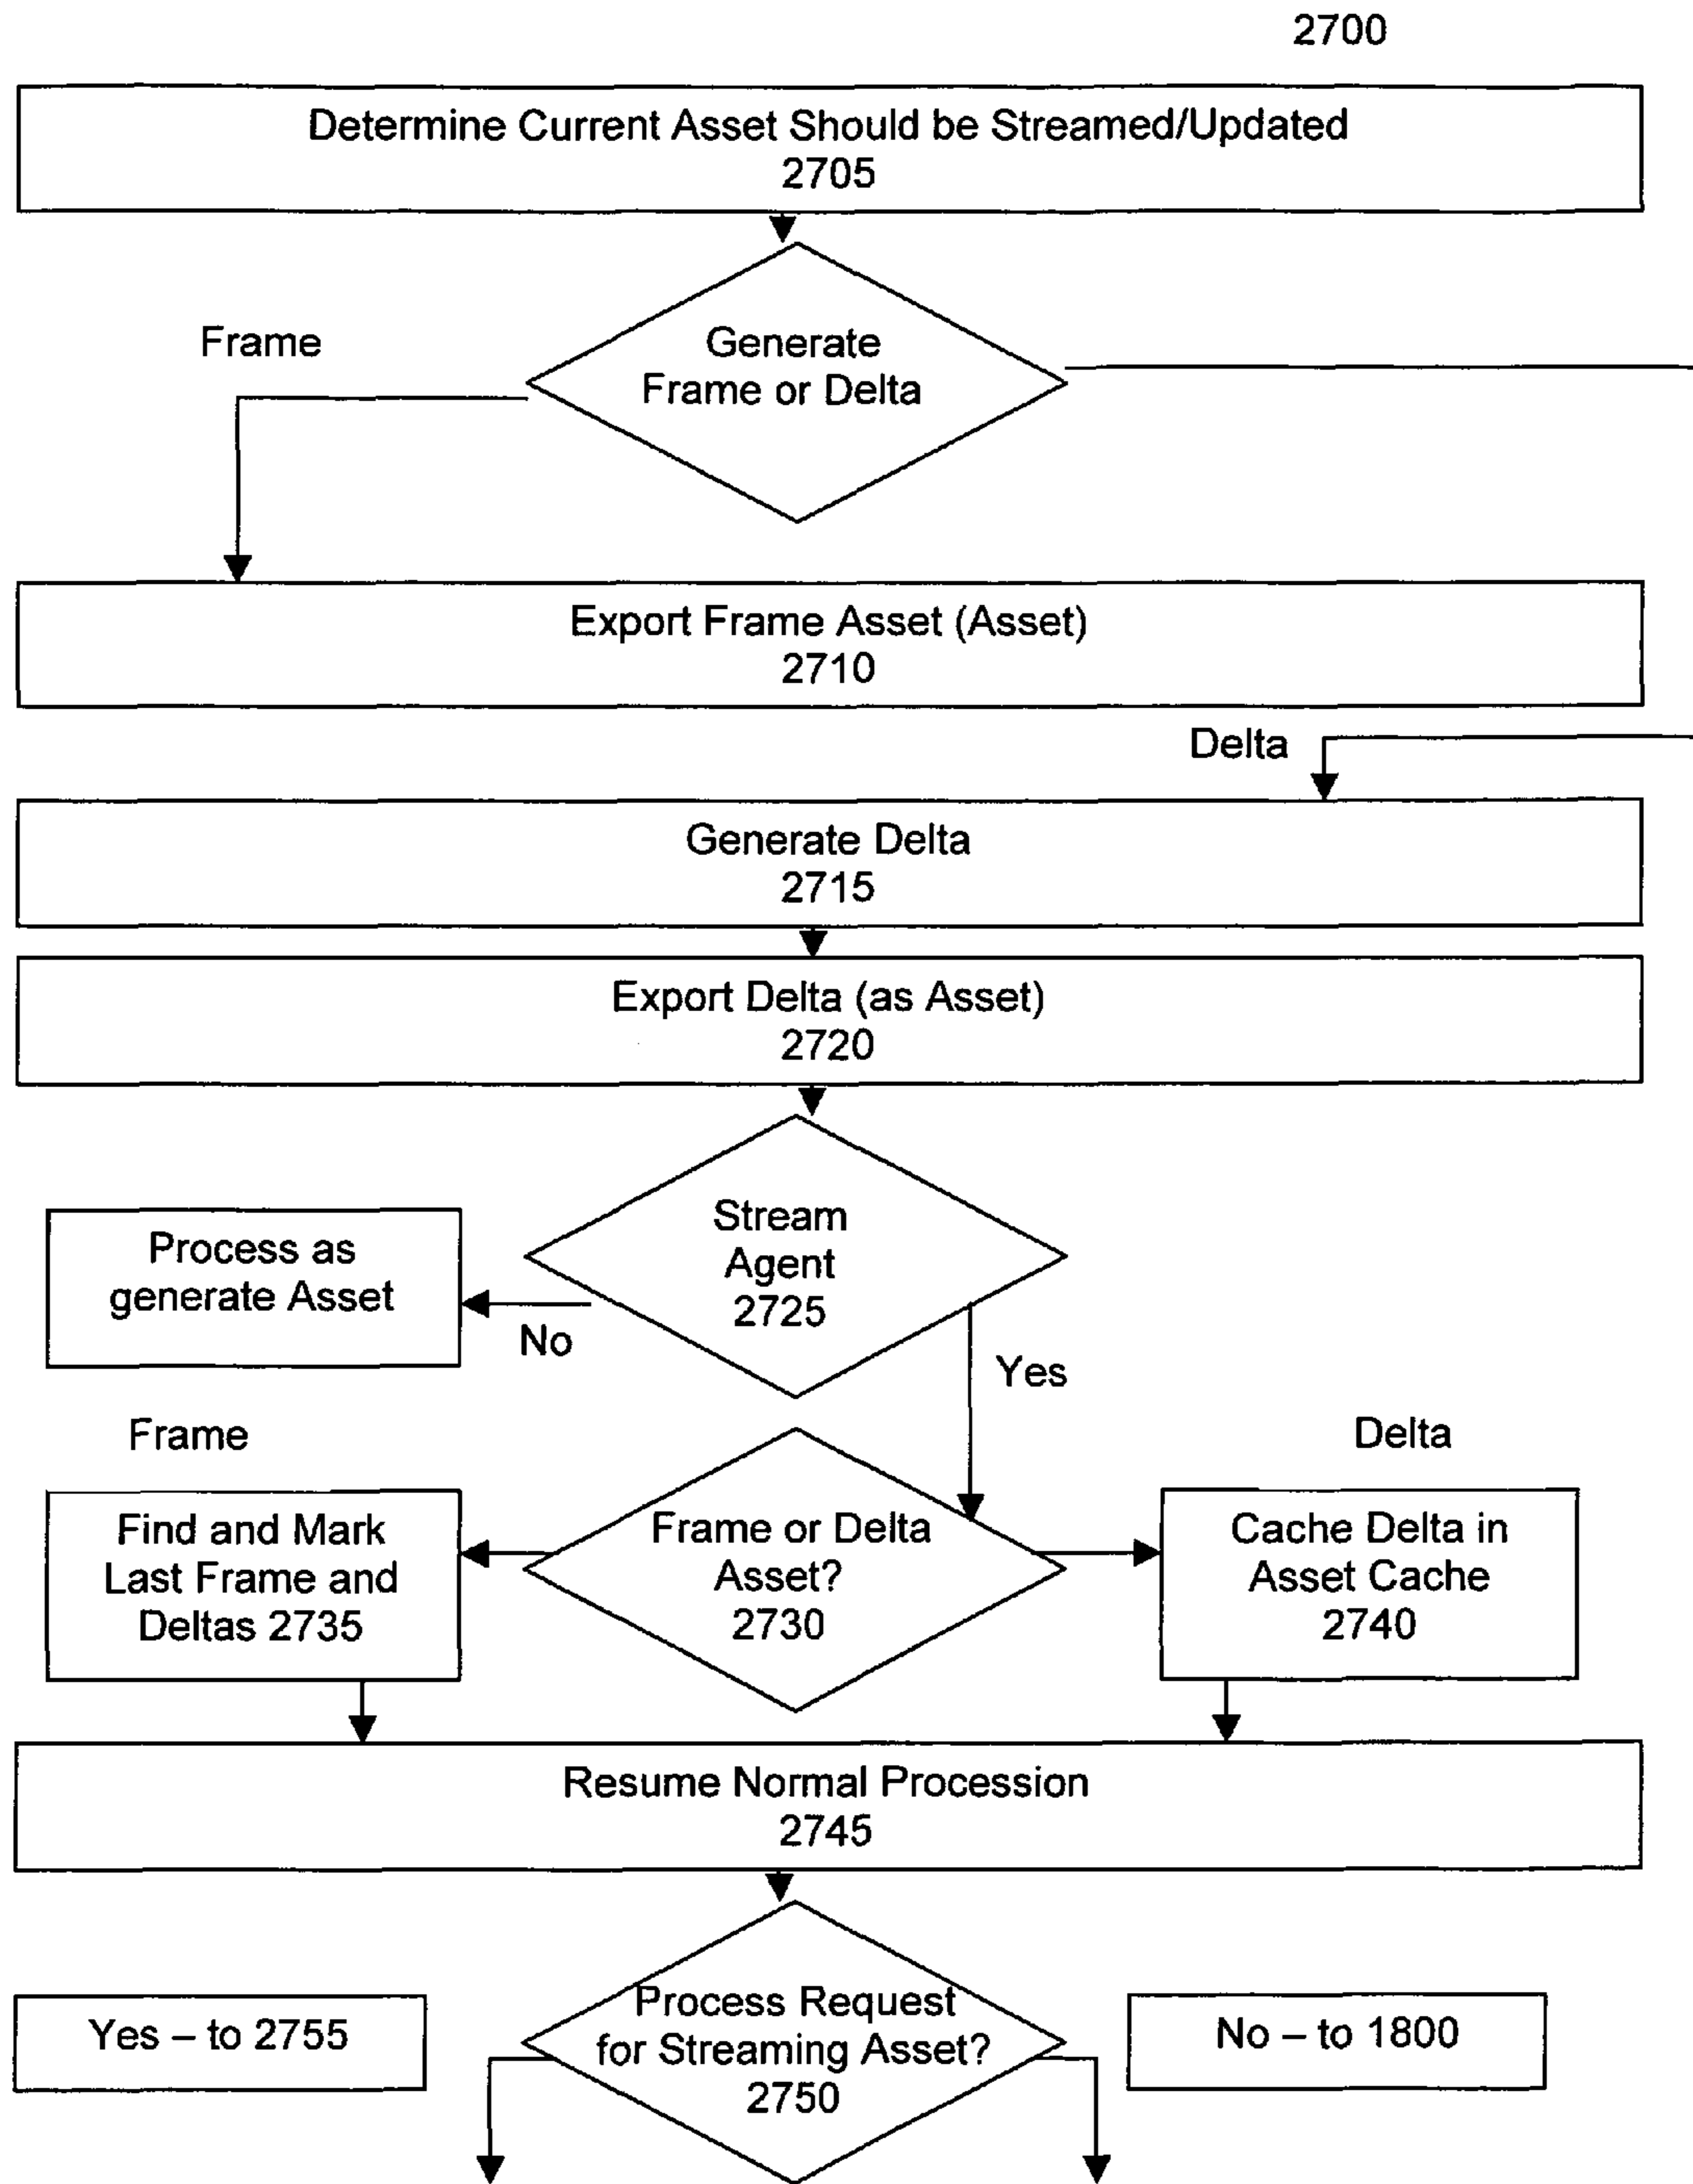 2700
Determine Current Asset Should be Streamed/Updated
2705
Frame
Generate
Frame or Delta
Export Frame Asset (Asset)
2710
Delta
Generate Delta
2715
Export Delta (as Asset)
2720
Stream
Agent
2725
Process as
generate Asset
No
Yes
Frame
Delta
Find and Mark
Last Frame and
Deltas 2735
Frame or Delta
Asset?
2730
Cache Delta in
Asset Cache
2740
Resume Normal Procession
2745
Yes – to 2755
Process Request
for Streaming Asset?
2750
No – to 1800